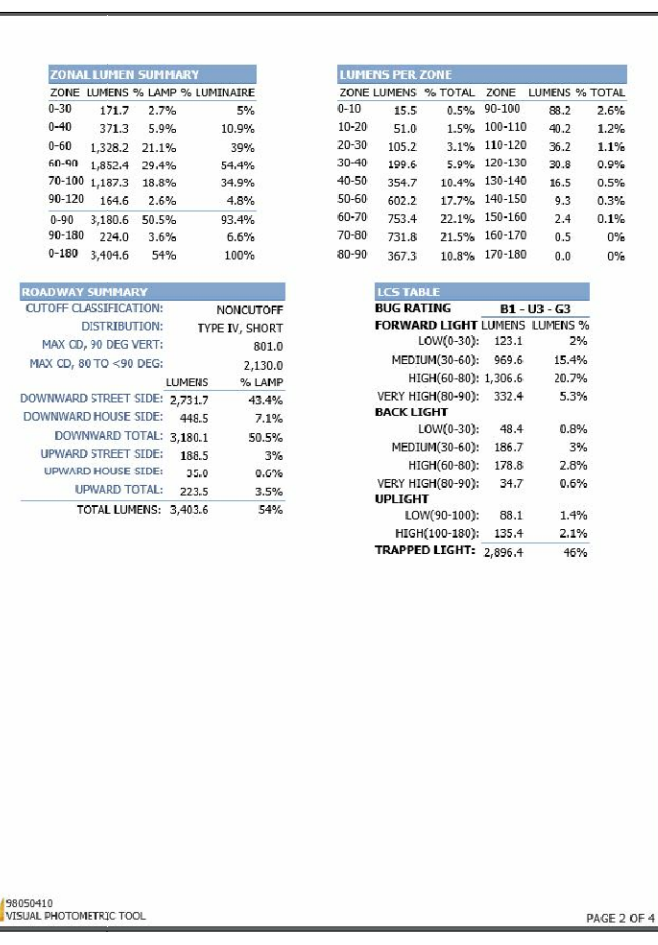 ZONAL LUMEN SUMMARY
ZONE LUMENS % LAMP % LUMINAIRE
0-30 171.7 2.7% 5%
0-40 371.3 5.9% 10.9%
0-60 1,328.2 21.1% 39%
60-90 1,852.4 29.4% 54.4%
70-100 1,187.3 18.8% 34.9%
90-120 164.6 2.6% 4.8%
0-90 3,180.6 50.5% 93.4%
90-180 224.0 3.6% 6.6%
0-180 3,404.6 54% 100%
LUMENS PER ZONE
ZONE LUMENS % TOTAL ZONE LUMENS % TOTAL
0-10 15.5 0.5% 90-100 88.2 2.6%
10-20 51.0 1.5% 100-110 40.2 1.2%
20-30 105.2 3.1% 110-120 36.2 1.1%
30-40 199.6 5.9% 120-130 30.8 0.9%
40-50 354.7 10.4% 130-140 16.5 0.5%
50-60 602.2 17.7% 140-150 9.3 0.3%
60-70 753.4 22.1% 150-160 2.4 0.1%
70-80 731.8 21.5% 160-170 0.5 0%
80-90 367.3 10.8% 170-180 0.0 0%
ROADWAY SUMMARY
CUTOFF CLASSIFICATION: NONCUTOFF
DISTRIBUTION: TYPE IV, SHORT
MAX CD, 90 DEG VERT: 801.0
MAX CD, 80 TO <90 DEG: 2,130.0
LUMENS % LAMP
DOWNWARD STREET SIDE: 2,731.7 43.4%
DOWNWARD HOUSE SIDE: 448.5 7.1%
DOWNWARD TOTAL: 3,180.1 50.5%
UPWARD STREET SIDE: 188.5 3%
UPWARD HOUSE SIDE: 35.0 0.6%
UPWARD TOTAL: 223.5 3.5%
TOTAL LUMENS: 3,403.6 54%
LCS TABLE
BUG RATING B1 - U3 - G3
FORWARD LIGHT LUMENS LUMENS %
LOW(0-30): 123.1 2%
MEDIUM(30-60): 969.6 15.4%
HIGH(60-80): 1,306.6 20.7%
VERY HIGH(80-90): 332.4 5.3%
BACK LIGHT
LOW(0-30): 48.4 0.8%
MEDIUM(30-60): 186.7 3%
HIGH(60-80): 178.8 2.8%
VERY HIGH(80-90): 34.7 0.6%
UPLIGHT
LOW(90-100): 88.1 1.4%
HIGH(100-180): 135.4 2.1%
TRAPPED LIGHT: 2,896.4 46%
98050410
VISUAL PHOTOMETRIC TOOL
PAGE 2 OF 4